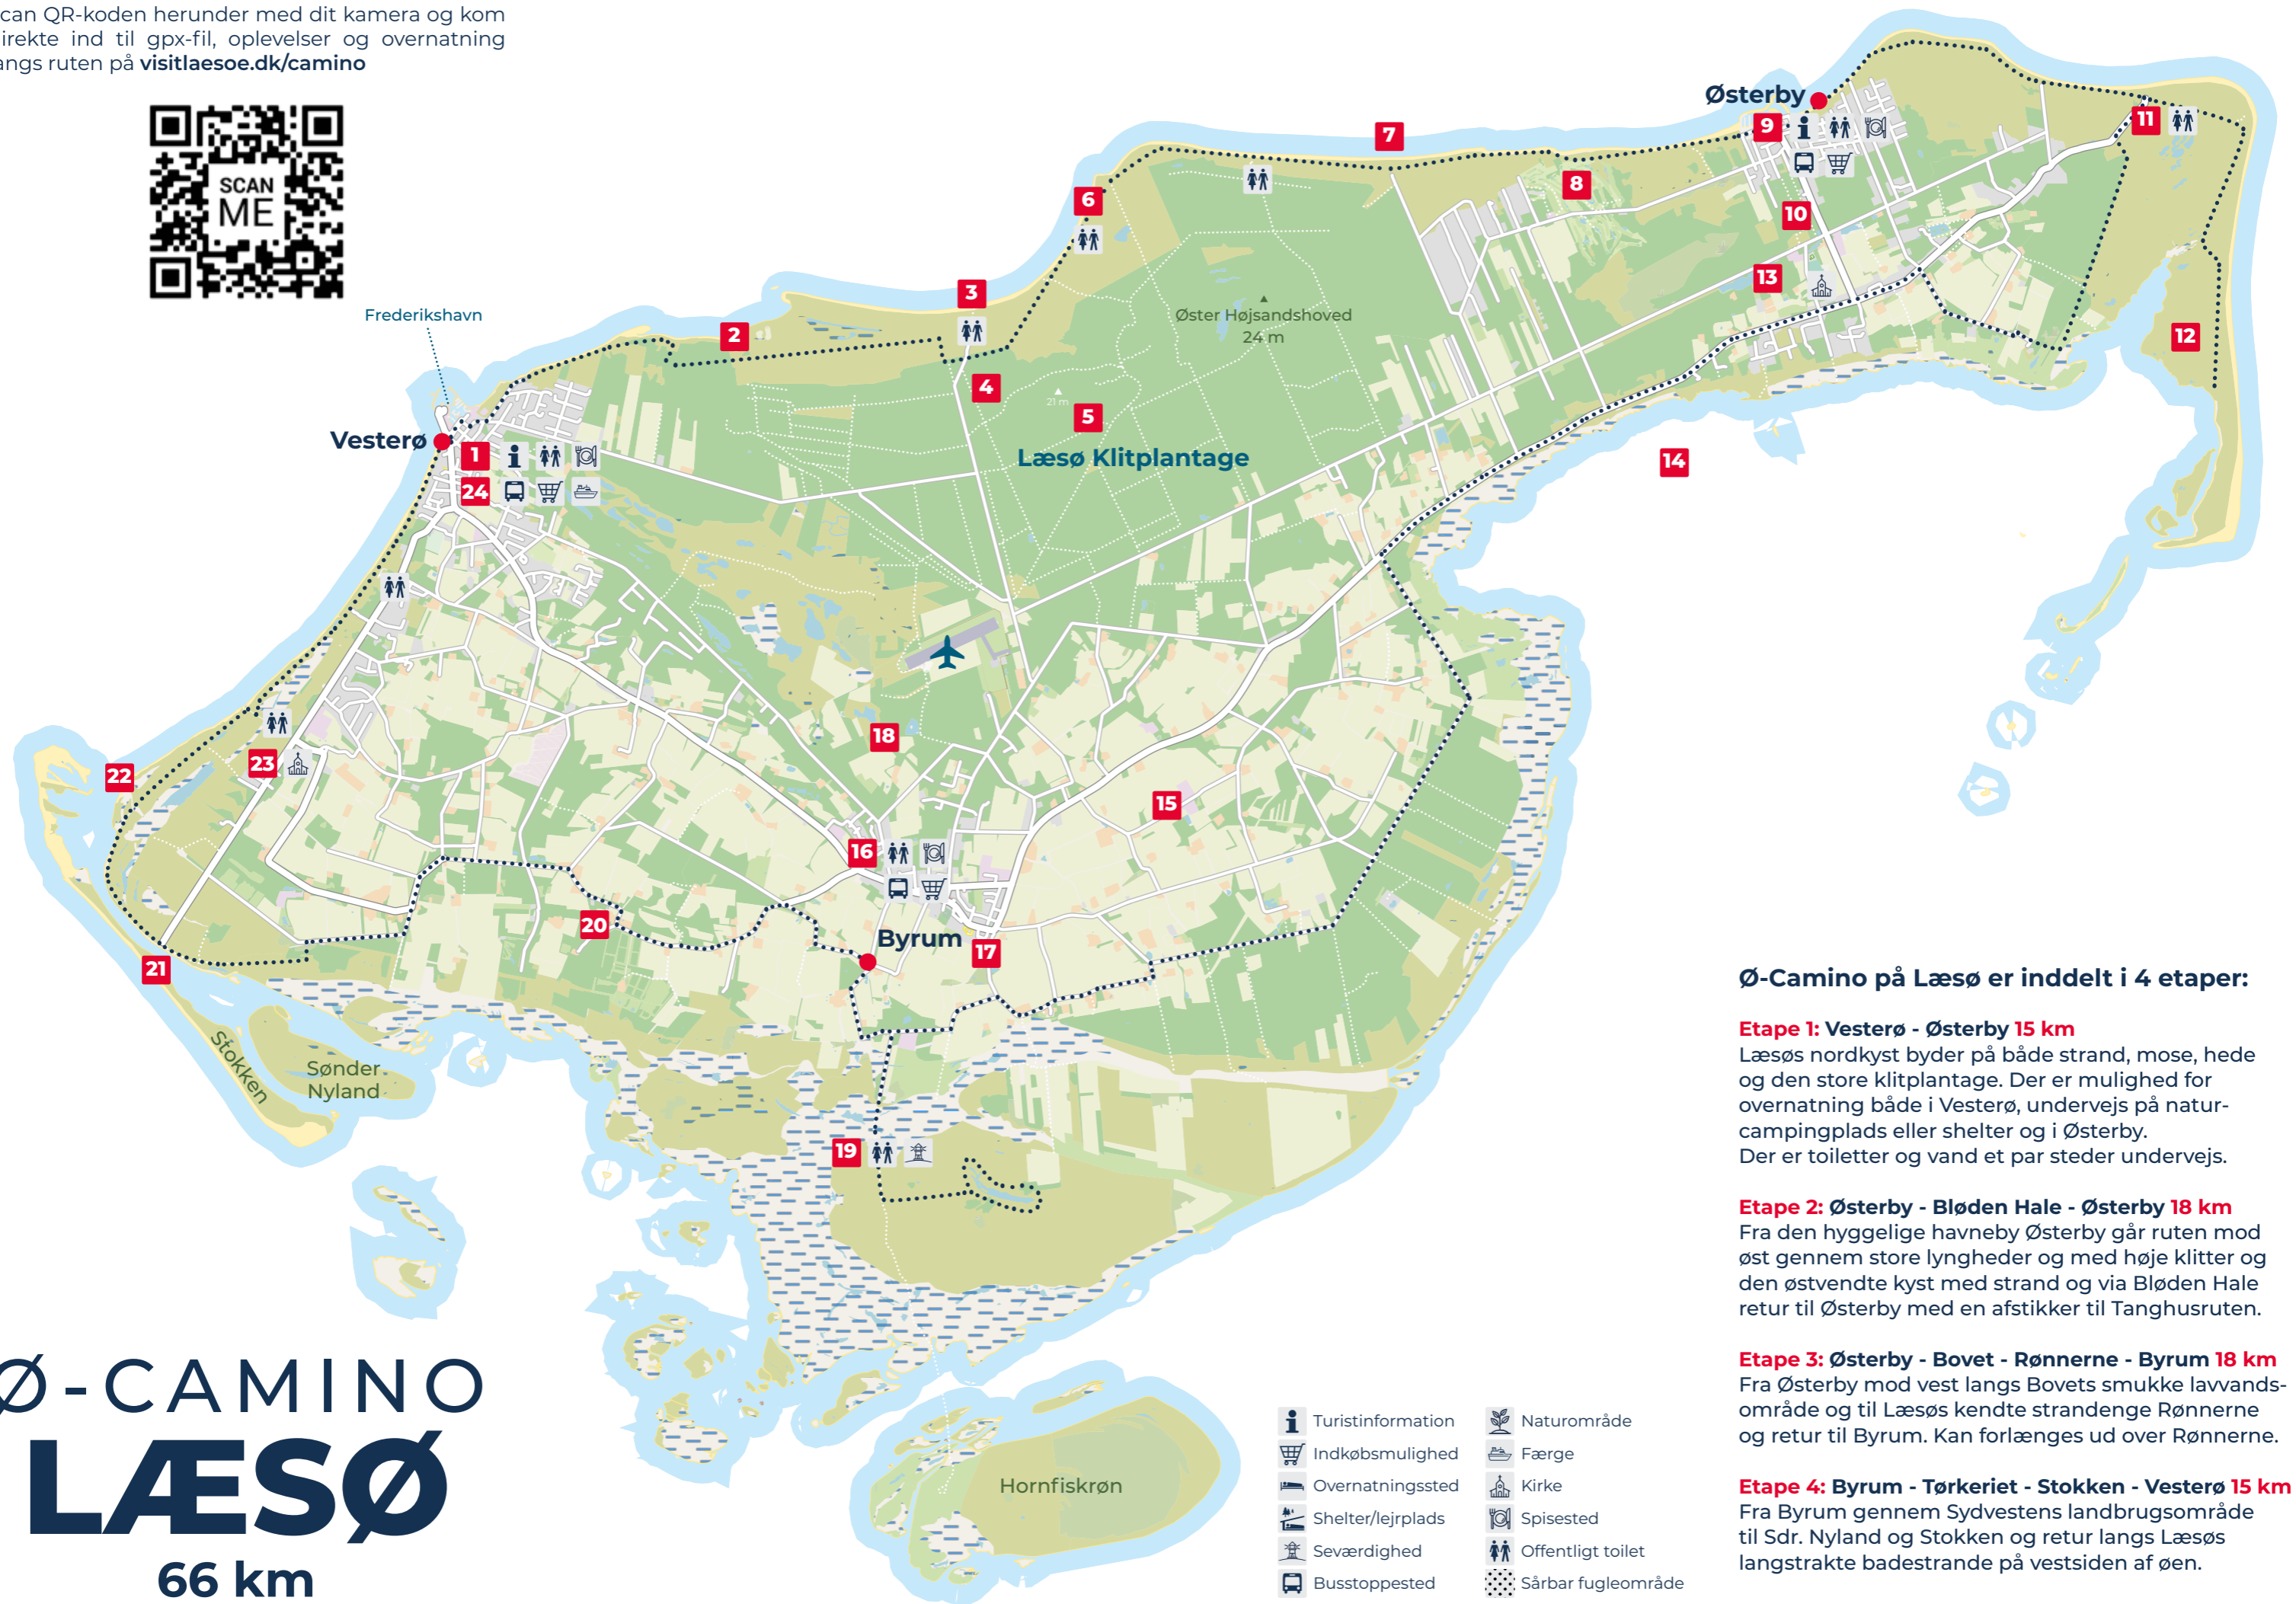 can QR-koden herunder med dit kamera og kom
irekte ind til gpx-fil, oplevelser og overnatning
angs ruten på visitlaesoe.dk/camino
SCAN
ME
Frederikshavn
Vesterø
1
24
2
3
4
5
6
7
8
Østerby
9
10
11
12
13
14
Øster Højsandshoved
24 m
21 m
Læsø Klitplantage
18
15
16
Byrum
17
23
22
20
21
19
Stokken
Sønder
Nyland
Hornfiskrøn
Ø-CAMINO
LÆSØ
66 km
Turistinformation
Indkøbsmulighed
Overnatningssted
Shelter/lejrplads
Seværdighed
Busstoppested
Naturområde
Færge
Kirke
Spisested
Offentligt toilet
Sårbar fugleområde
Ø-Camino på Læsø er inddelt i 4 etaper:
Etape 1: Vesterø - Østerby 15 km
Læsøs nordkyst byder på både strand, mose, hede
og den store klitplantage. Der er mulighed for
overnatning både i Vesterø, undervejs på natur-
campingplads eller shelter og i Østerby.
Der er toiletter og vand et par steder undervejs.
Etape 2: Østerby - Bløden Hale - Østerby 18 km
Fra den hyggelige havneby Østerby går ruten mod
øst gennem store lyngheder og med høje klitter og
den østvendte kyst med strand og via Bløden Hale
retur til Østerby med en afstikker til Tanghusruten.
Etape 3: Østerby - Bovet - Rønnerne - Byrum 18 km
Fra Østerby mod vest langs Bovets smukke lavvands-
område og til Læsøs kendte strandenge Rønnerne
og retur til Byrum. Kan forlænges ud over Rønnerne.
Etape 4: Byrum - Tørkeriet - Stokken - Vesterø 15 km
Fra Byrum gennem Sydvestens landbrugsområde
til Sdr. Nyland og Stokken og retur langs Læsøs
langstrakte badestrande på vestsiden af øen.